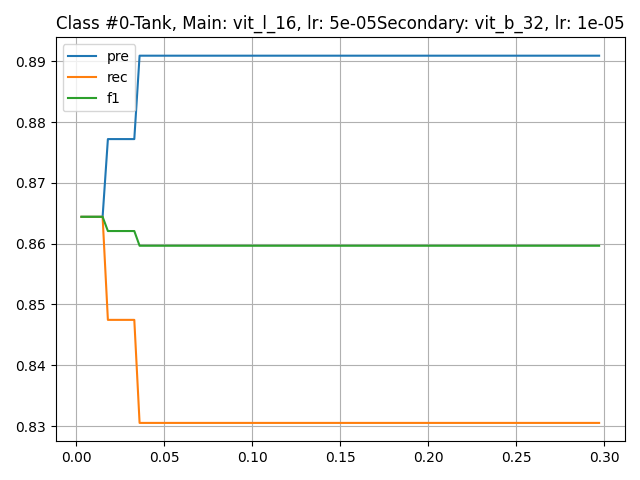 Class #0-Tank, Main: vit_l_16, lr: 5e-05Secondary: vit_b_32, lr: 1e-05
pre
rec
f1
0.89
0.88
0.87
0.86
0.85
0.84
0.83
0.00 0.05 0.10 0.15 0.20 0.25 0.30